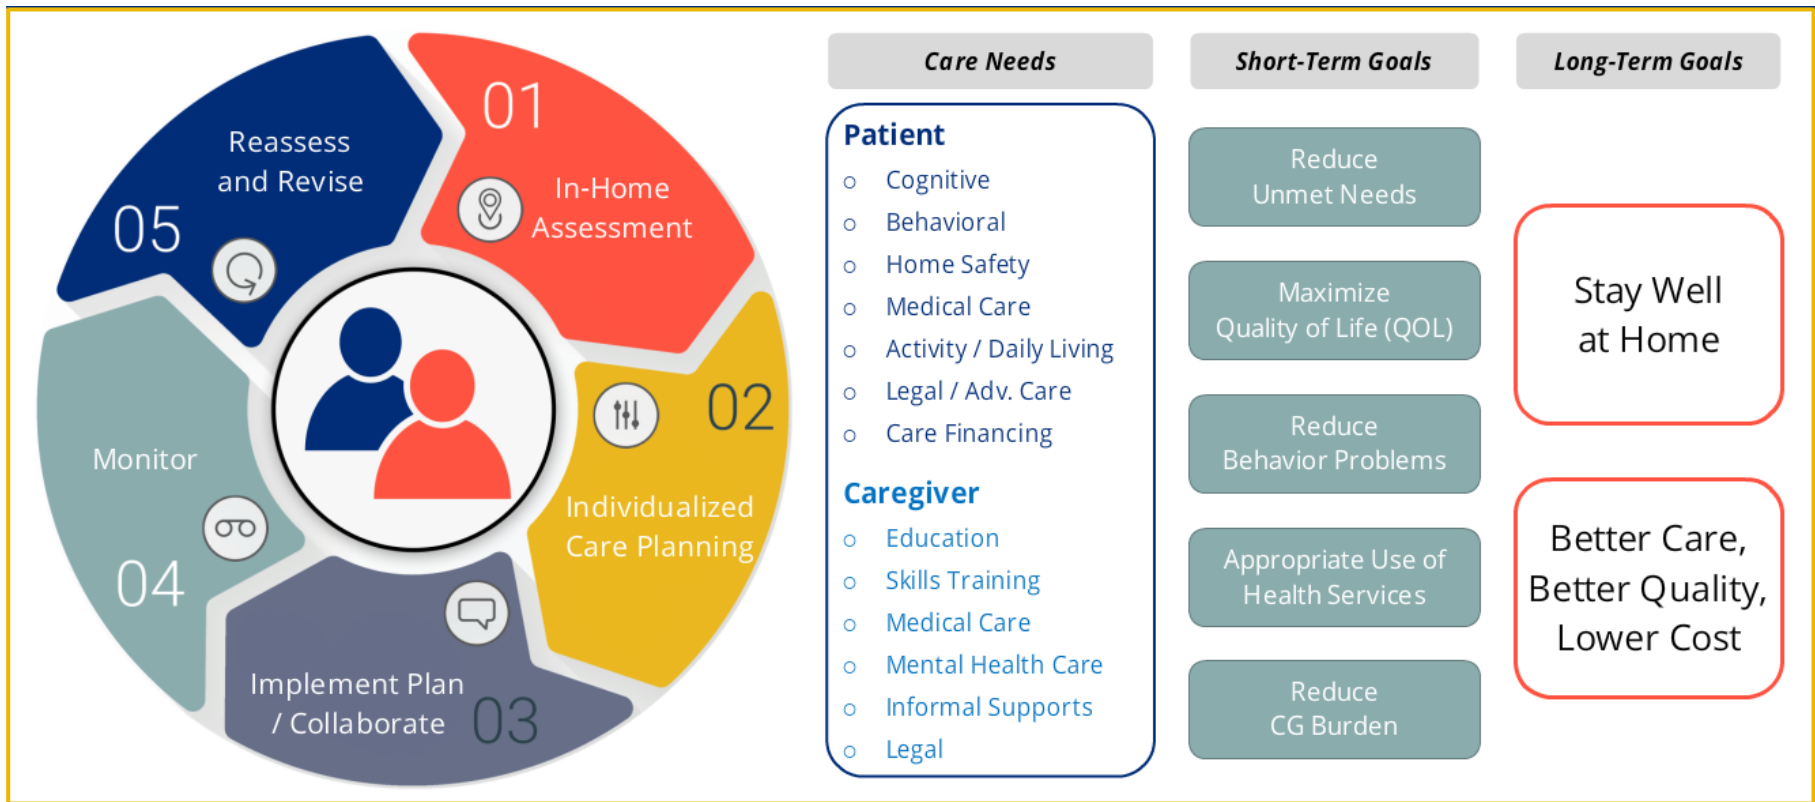 01
In-Home
Assessment
02
Individualized
Care Planning
Implement Plan
/ Collaborate
03
Monitor
04
Reassess
and Revise
05
Care Needs
Patient
Cognitive
Behavioral
Home Safety
Medical Care
Activity / Daily Living
Legal / Adv. Care
Care Financing
Caregiver
Education
Skills Training
Medical Care
Mental Health Care
Informal Supports
Legal
Short-Term Goals
Reduce
Unmet Needs
Maximize
Quality of Life (QOL)
Reduce
Behavior Problems
Appropriate Use of
Health Services
Reduce
CG Burden
Long-Term Goals
Stay Well
at Home
Better Care,
Better Quality,
Lower Cost